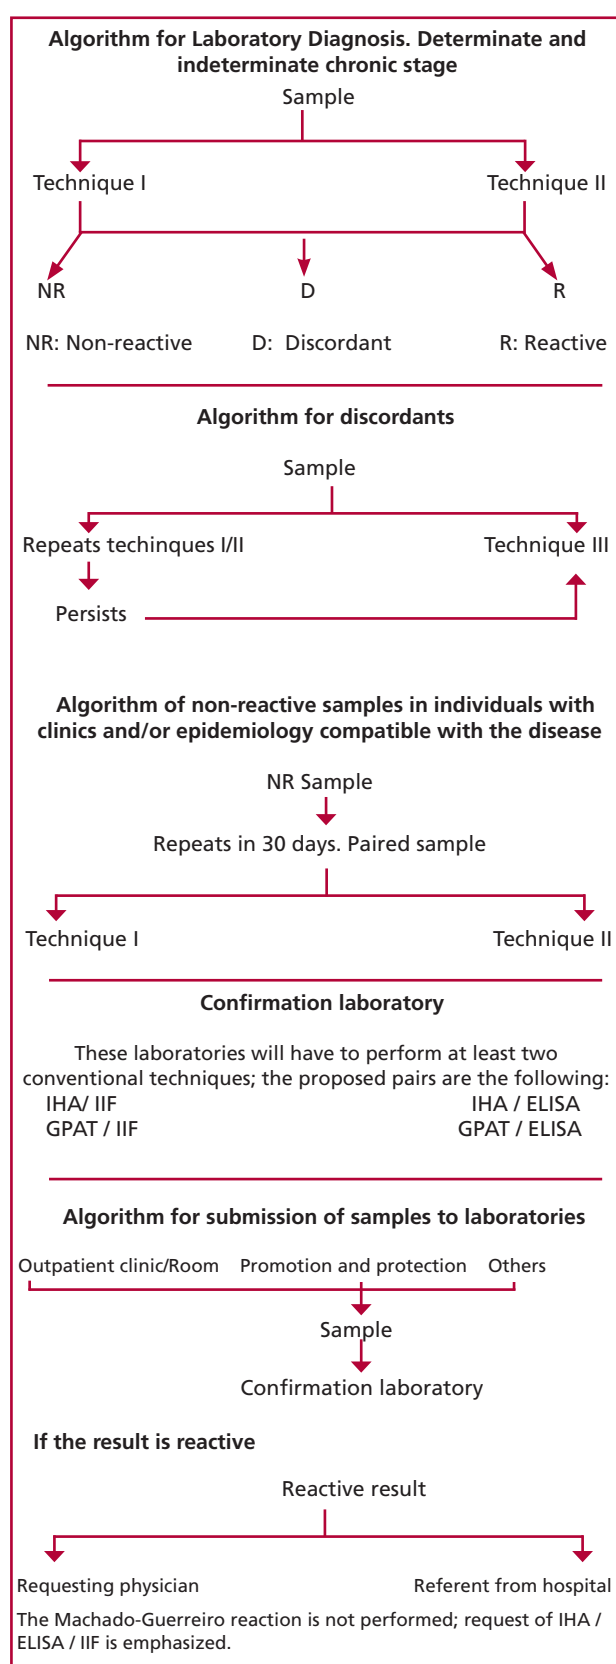 Algorithm for Laboratory Diagnosis. Determinate and
indeterminate chronic stage
Sample
Technique I Technique II
NR D R
NR: Non-reactive D: Discordant R: Reactive
Algorithm for discordants
Sample
Repeats techinques I/II Technique III
Persists
Algorithm of non-reactive samples in individuals with
clinics and/or epidemiology compatible with the disease
NR Sample
Repeats in 30 days. Paired sample
Technique I Technique II
Confirmation laboratory
These laboratories will have to perform at least two
conventional techniques; the proposed pairs are the following:
IHA/ IIF IHA / ELISA
GPAT / IIF GPAT / ELISA
Algorithm for submission of samples to laboratories
Outpatient clinic/Room Promotion and protection Others
Sample
Confirmation laboratory
If the result is reactive
Reactive result
Requesting physician Referent from hospital
The Machado-Guerreiro reaction is not performed; request of IHA /
ELISA / IIF is emphasized.